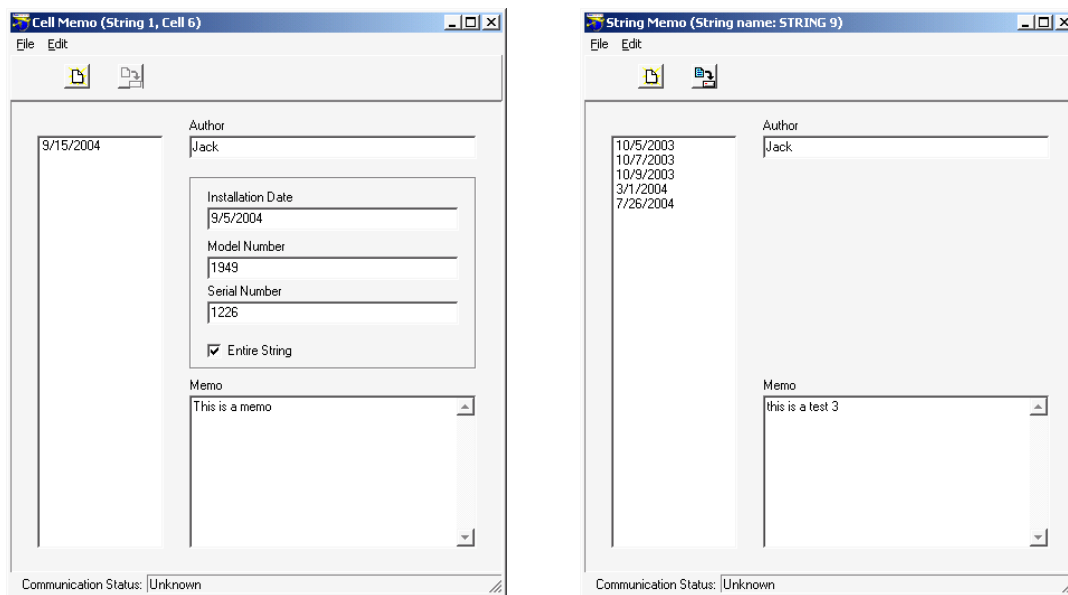 Cell Memo (String 1, Cell 6)
File Edit
9/15/2004
Author
Jack
Installation Date
9/5/2004
Model Number
1949
Serial Number
1226
Entire String
Memo
This is a memo
Communication Status: Unknown
String Memo (String name: STRING 9)
File Edit
10/5/2003
10/7/2003
10/9/2003
3/1/2004
7/26/2004
Author
Jack
Memo
this is a test 3
Communication Status: Unknown